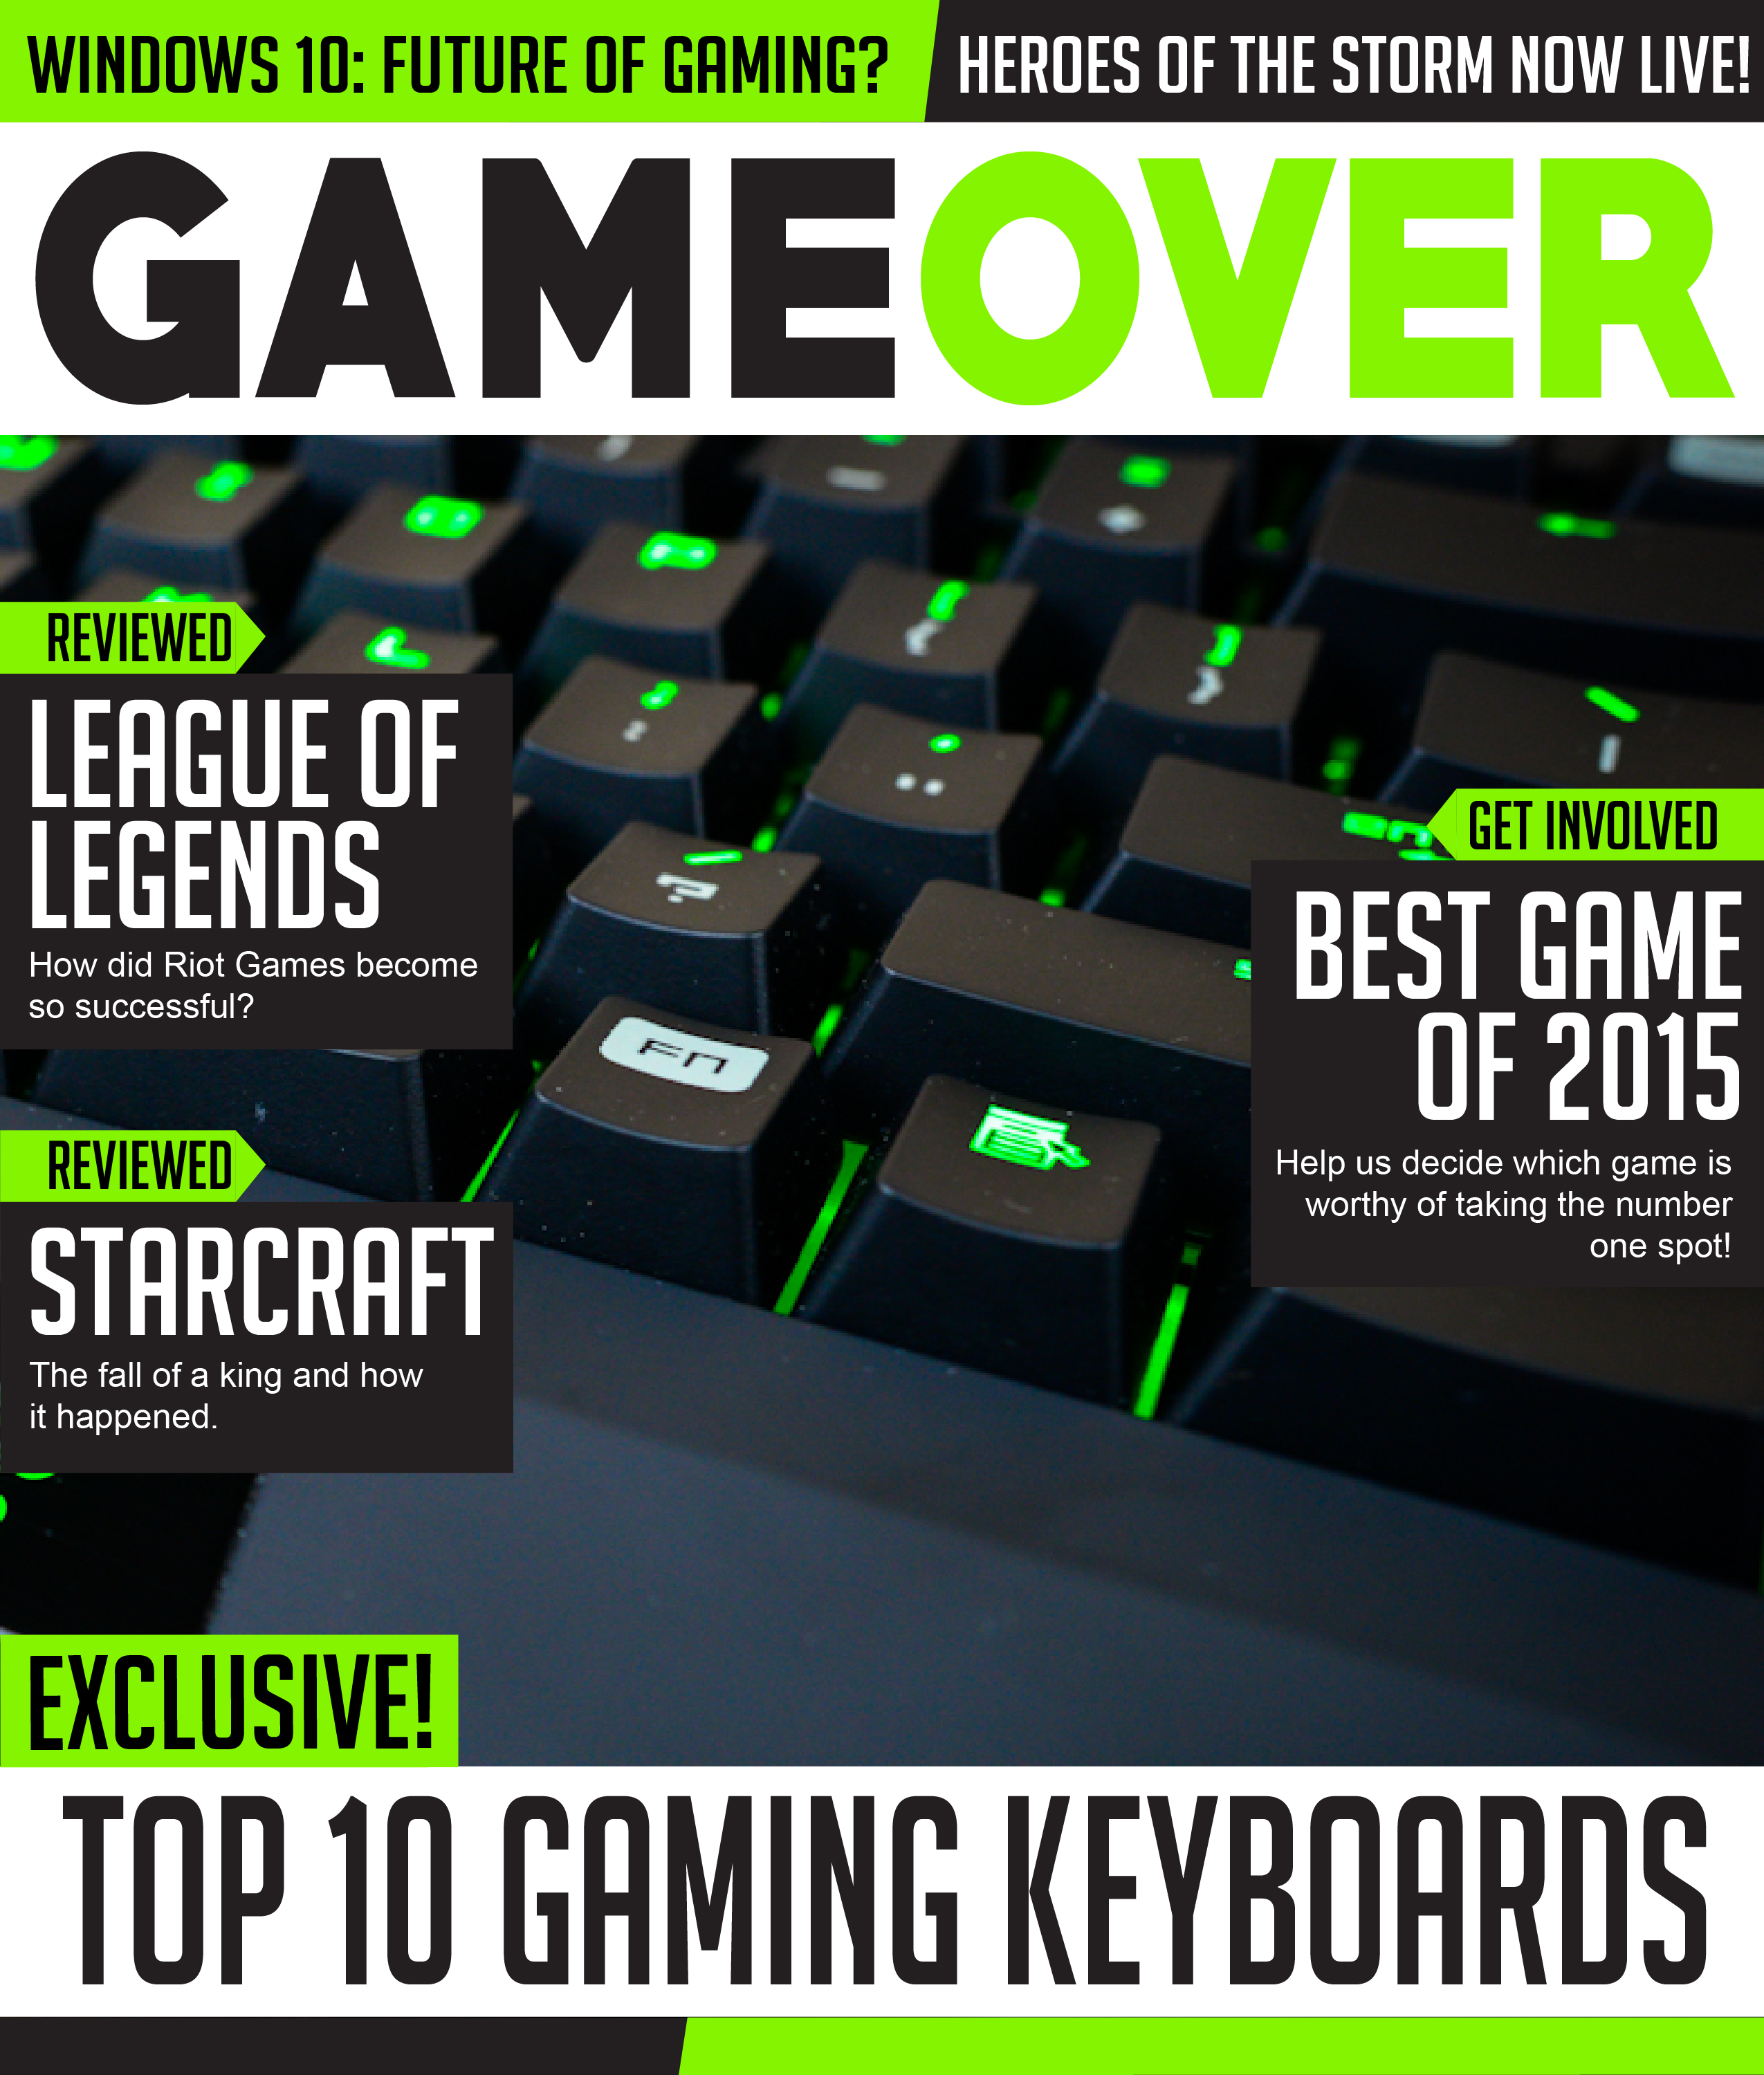 WINDOWS 10: FUTURE OF GAMING?
HEROES OF THE STORM NOW LIVE!
GAMEOVER
REVIEWED
LEAGUE OF
LEGENDS
How did Riot Games become
so successful?
GET INVOLVED
BEST GAME
OF 2015
Help us decide which game is
worthy of taking the number
one spot!
REVIEWED
STARCRAFT
The fall of a king and how
it happened.
Fn
EXCLUSIVE!
TOP 10 GAMING KEYBOARDS